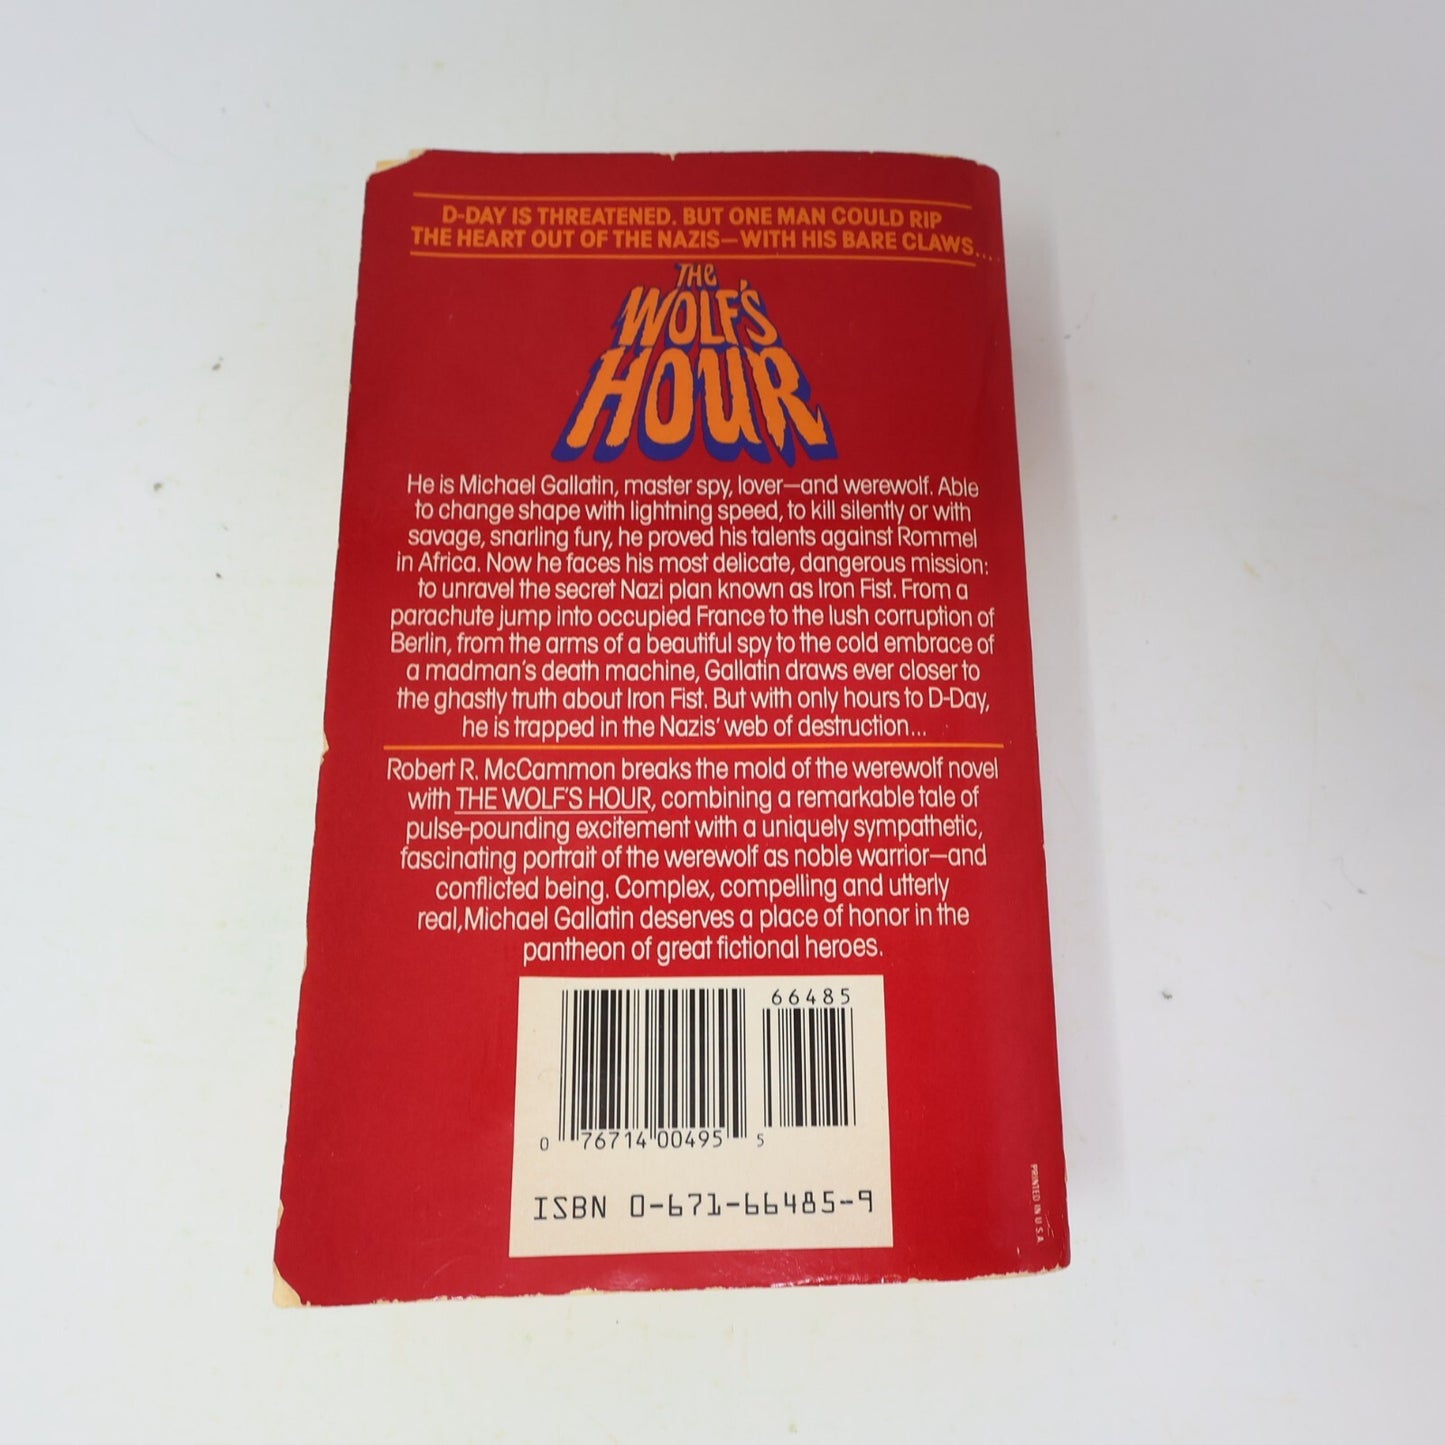 D-DAY IS THREATENED. BUT ONE MAN COULD RIP
THE HEART OUT OF THE NAZIS—WITH HIS BARE CLAWS....
THE
WOLF'S
HOUR
He is Michael Gallatin, master spy, lover—and werewolf. Able
to change shape with lightning speed, to kill silently or with
savage, snarling fury, he proved his talents against Rommel
in Africa. Now he faces his most delicate, dangerous mission:
to unravel the secret Nazi plan known as Iron Fist. From a
parachute jump into occupied France to the lush corruption of
Berlin, from the arms of a beautiful spy to the cold embrace of
a madman's death machine, Gallatin draws ever closer to
the ghastly truth about Iron Fist. But with only hours to D-Day,
he is trapped in the Nazis' web of destruction...
Robert R. McCammon breaks the mold of the werewolf novel
with THE WOLF'S HOUR, combining a remarkable tale of
pulse-pounding excitement with a uniquely sympathetic,
fascinating portrait of the werewolf as noble warrior—and
conflicted being. Complex, compelling and utterly
real, Michael Gallatin deserves a place of honor in the
pantheon of great fictional heroes.
66485
0 76714 00495 5
ISBN 0-671-66485-9
PRINTED IN U.S.A.